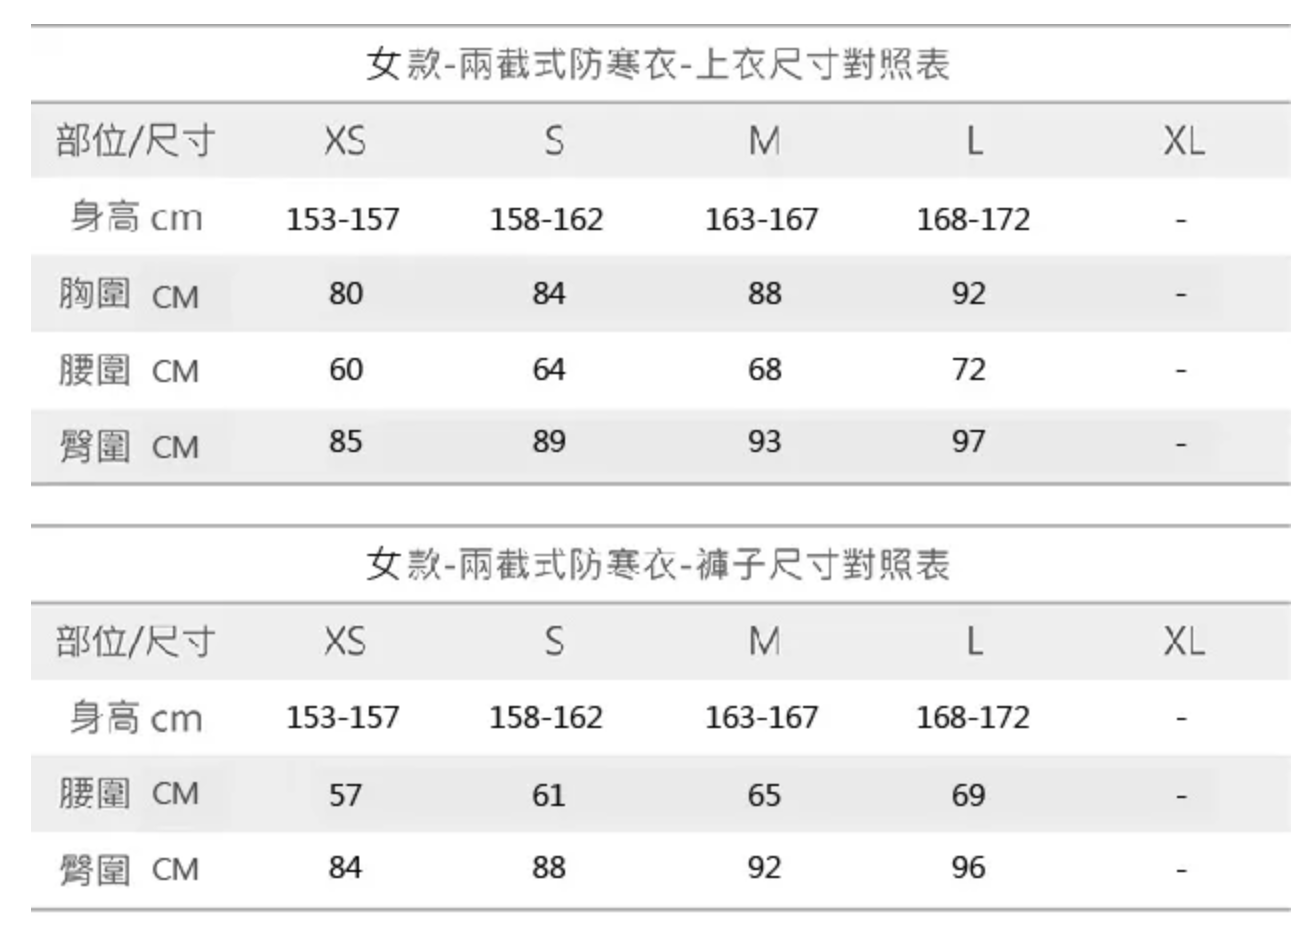 女款-兩截式防寒衣-上衣尺寸對照表
部位/尺寸 XS S M L XL
身高 cm 153-157 158-162 163-167 168-172 -
胸圍 CM 80 84 88 92 -
腰圍 CM 60 64 68 72 -
臀圍 CM 85 89 93 97 -
女款-兩截式防寒衣-褲子尺寸對照表
部位/尺寸 XS S M L XL
身高 cm 153-157 158-162 163-167 168-172 -
腰圍 CM 57 61 65 69 -
臀圍 CM 84 88 92 96 -